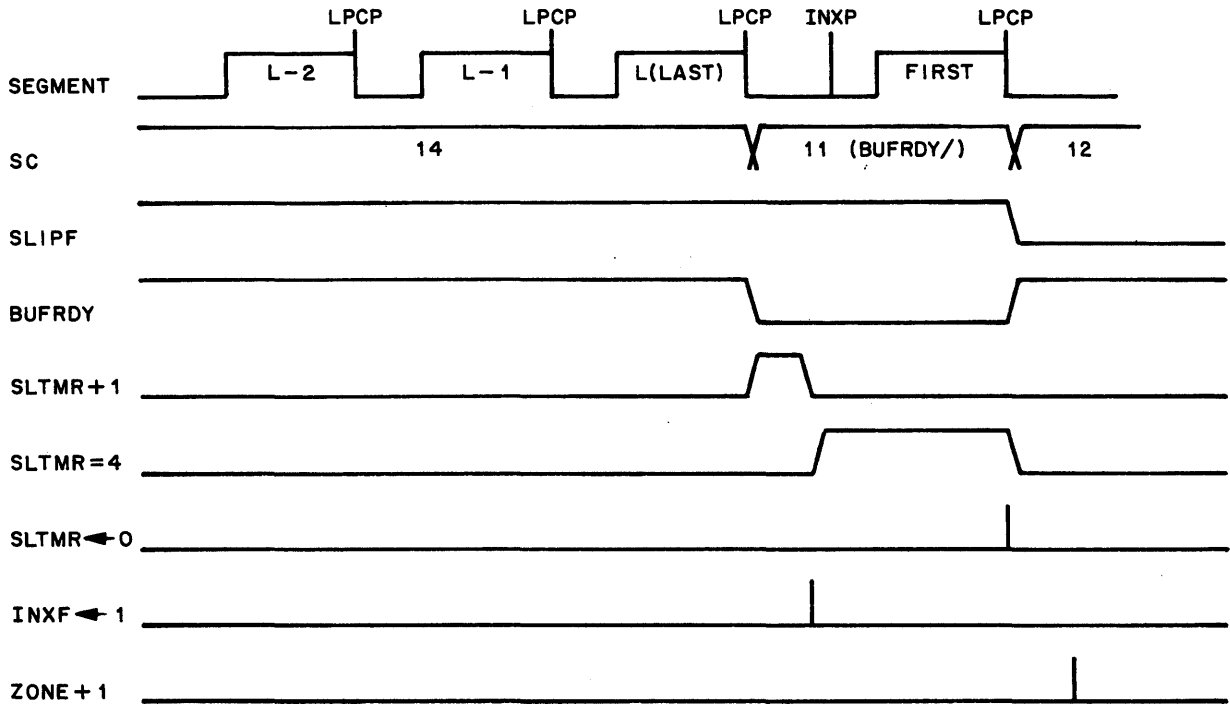 LPCP LPCP LPCP INXP LPCP
SEGMENT L-2 L-1 L(LAST) FIRST
SC 14 11 (BUFRDY/) 12
SLIPF
BUFRDY
SLTMR+1
SLTMR=4
SLTMR←0
INXF←1
ZONE+1